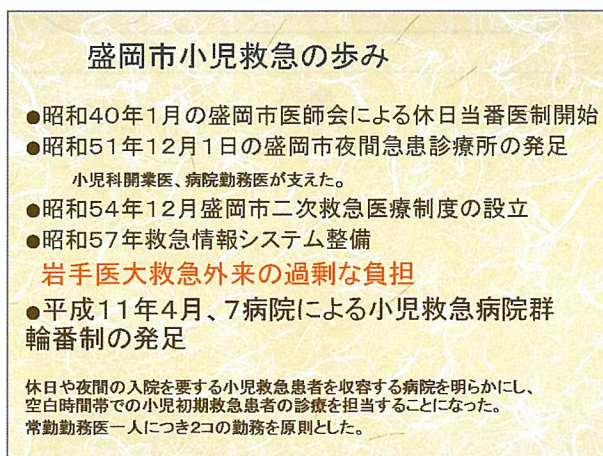 盛岡市小児救急の歩み
●昭和40年1月の盛岡市医師会による休日当番医制開始
●昭和51年12月1日の盛岡市夜間急患診療所の発足
小児科開業医、病院勤務医が支えた。
●昭和54年12月盛岡市二次救急医療制度の設立
●昭和57年救急情報システム整備
岩手医大救急外来の過剰な負担
●平成11年4月、7病院による小児救急病院群
輪番制の発足
休日や夜間の入院を要する小児救急患者を収容する病院を明らかにし、
空白時間帯での小児初期救急患者の診療を担当することになった。
常勤勤務医一人につき2コの勤務を原則とした。